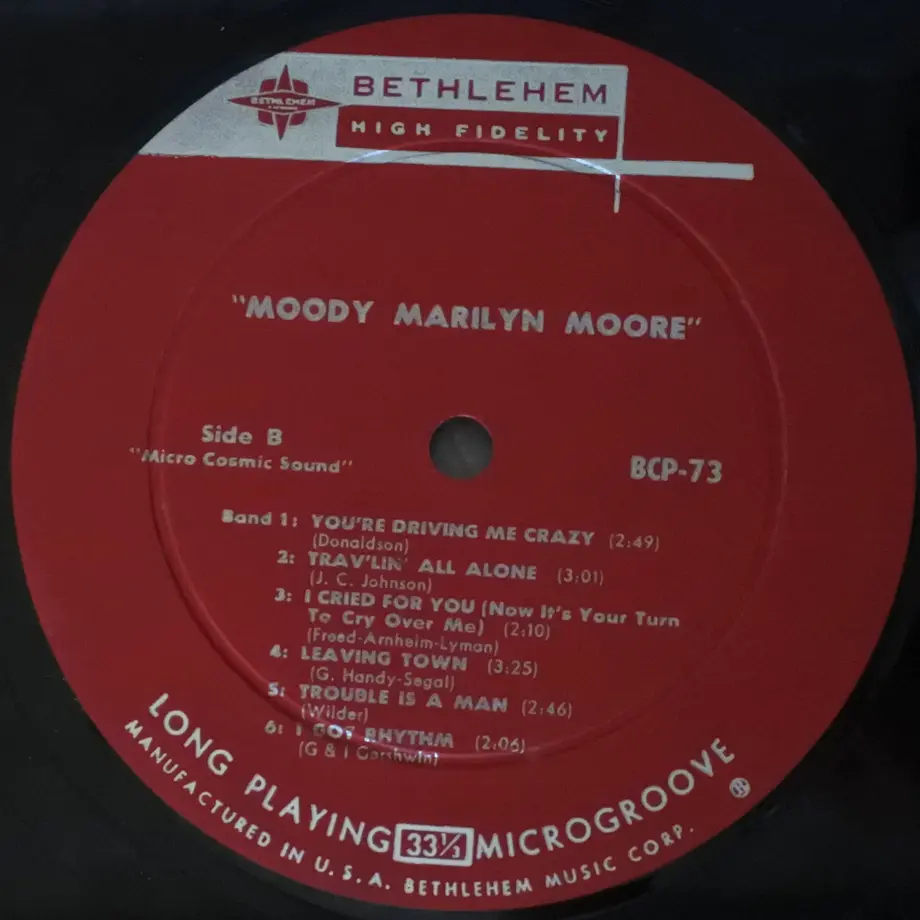 BETHLEHEM
BETHLEHEM
HIGH FIDELITY
"MOODY MARILYN MOORE"
Side B
"Micro Cosmic Sound"
BCP-73
Band 1: YOU'RE DRIVING ME CRAZY (2:49)
(Donaldson)
2: TRAV'LIN' ALL ALONE (3:01)
(J. C. Johnson)
3: I CRIED FOR YOU (Now It's Your Turn
To Cry Over Me) (2:10)
(Freed-Arnheim-Lyman)
4: LEAVING TOWN (3:25)
(G. Handy-Segal)
5: TROUBLE IS A MAN (2:46)
(Wilder)
6: I GOT RHYTHM (2:06)
(G & I Gershwin)
LONG PLAYING 33⅓ MICROGROOVE
MANUFACTURED IN U.S.A. BETHLEHEM MUSIC CORP.